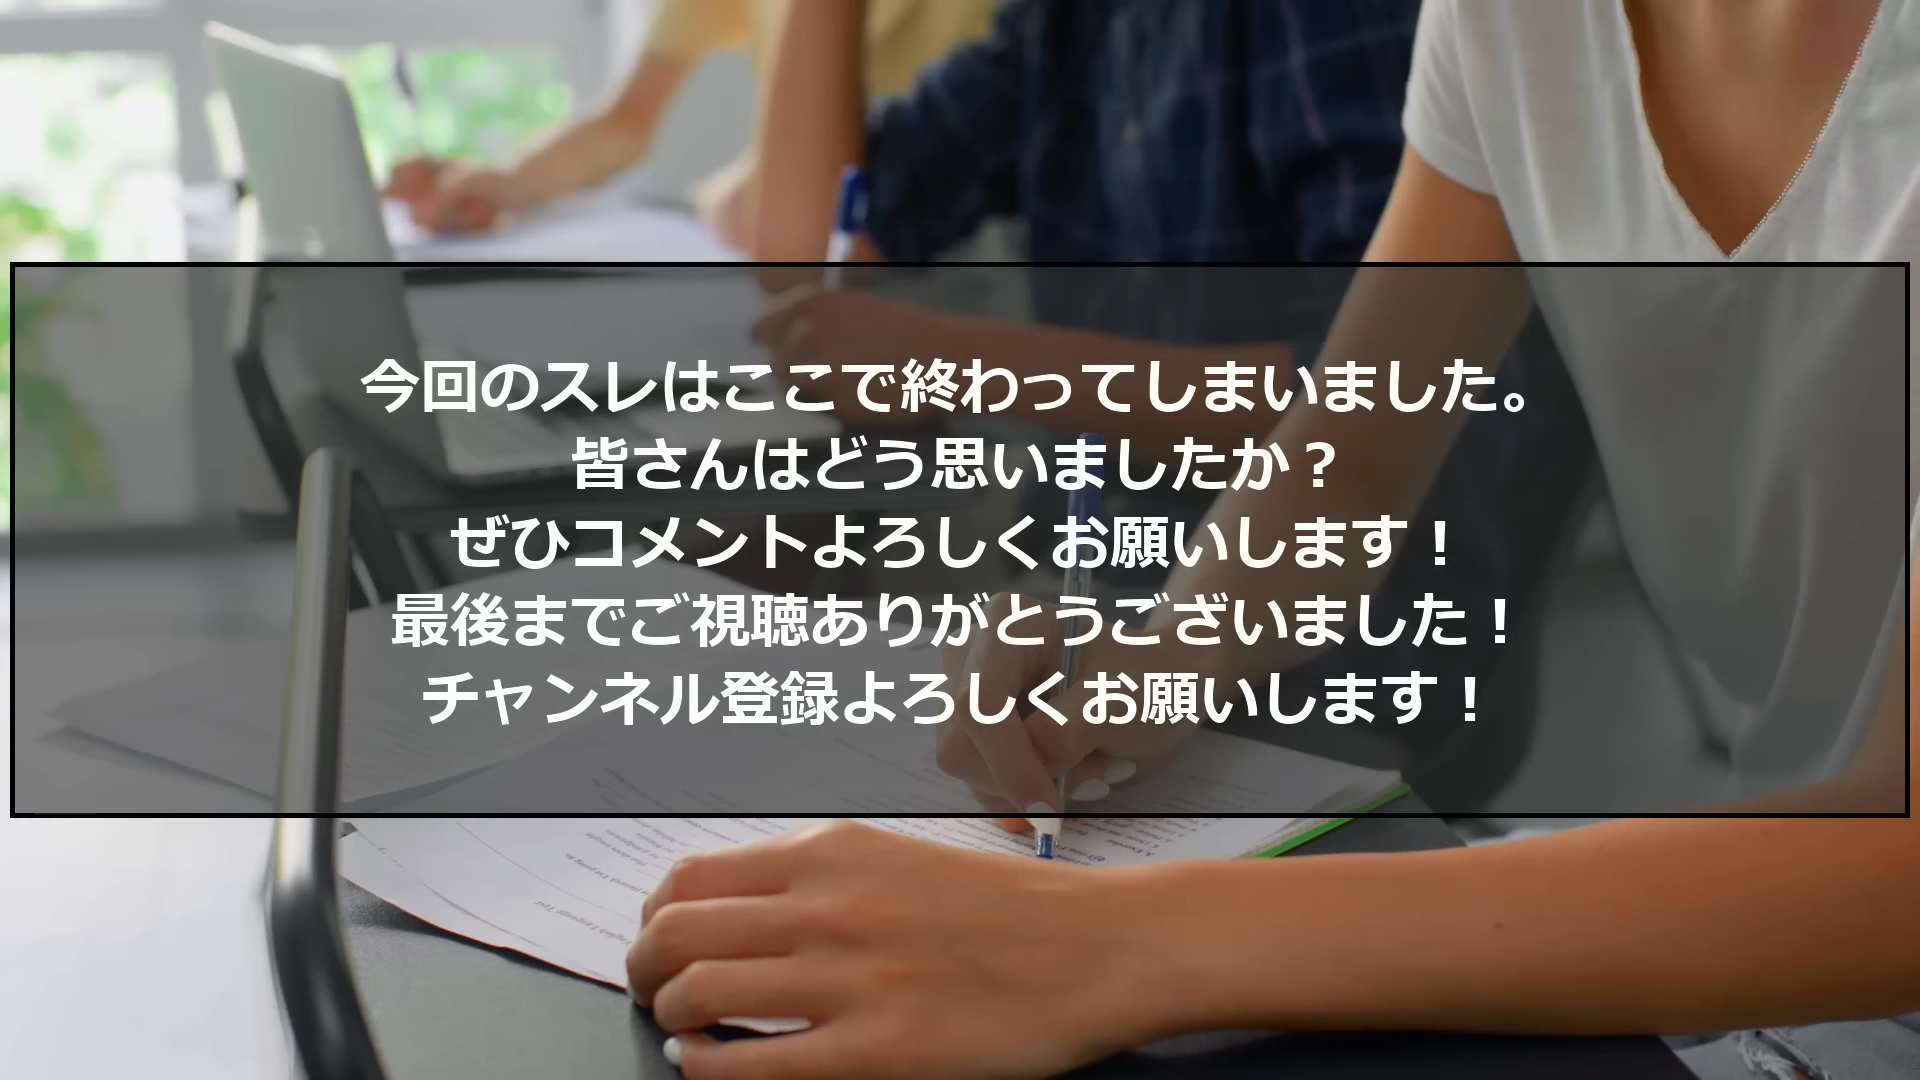 今回のスレはここで終わってしまいました。
皆さんはどう思いましたか？
ぜひコメントよろしくお願いします！
最後までご視聴ありがとうございました！
チャンネル登録よろしくお願いします！
English Language Test